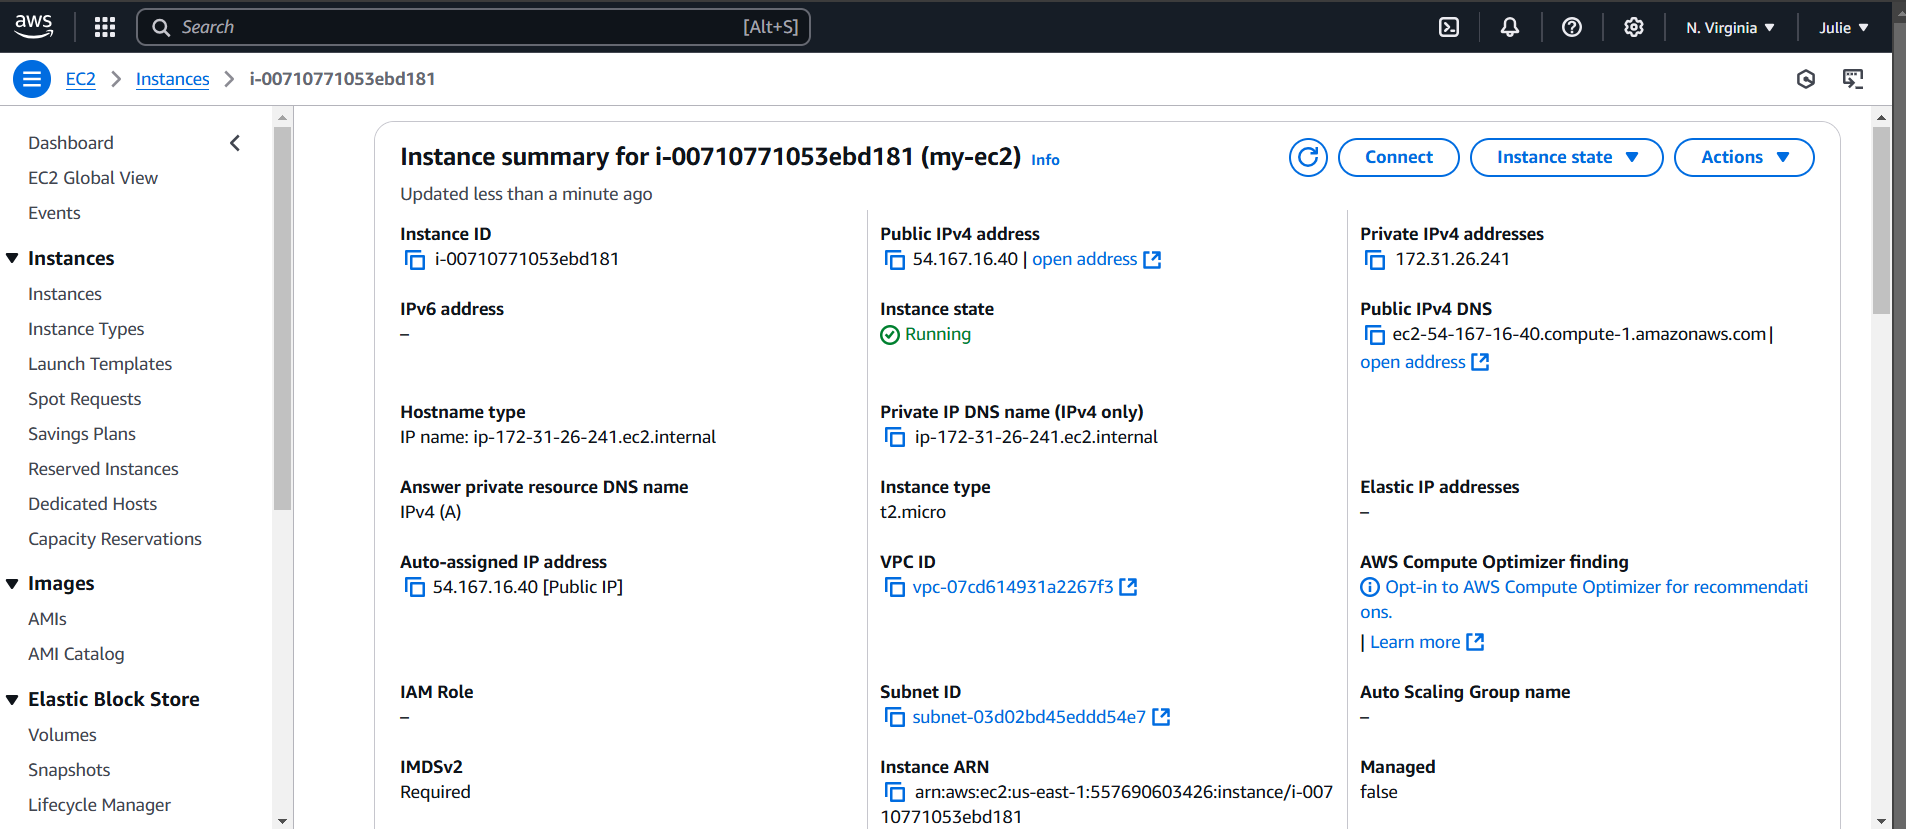 aws
Search [Alt+S]
N. Virginia
Julie
EC2 Instances i-00710771053ebd181
Dashboard
EC2 Global View
Events
Instances
Instances
Instance Types
Launch Templates
Spot Requests
Savings Plans
Reserved Instances
Dedicated Hosts
Capacity Reservations
Images
AMIs
AMI Catalog
Elastic Block Store
Volumes
Snapshots
Lifecycle Manager
Instance summary for i-00710771053ebd181 (my-ec2) Info
Updated less than a minute ago
Connect
Instance state
Actions
Instance ID
i-00710771053ebd181
Public IPv4 address
54.167.16.40 | open address
Private IPv4 addresses
172.31.26.241
IPv6 address
–
Instance state
Running
Public IPv4 DNS
ec2-54-167-16-40.compute-1.amazonaws.com |
open address
Hostname type
IP name: ip-172-31-26-241.ec2.internal
Private IP DNS name (IPv4 only)
ip-172-31-26-241.ec2.internal
Answer private resource DNS name
IPv4 (A)
Instance type
t2.micro
Elastic IP addresses
–
Auto-assigned IP address
54.167.16.40 [Public IP]
VPC ID
vpc-07cd614931a2267f3
AWS Compute Optimizer finding
Opt-in to AWS Compute Optimizer for recommendati
ons.
| Learn more
IAM Role
–
Subnet ID
subnet-03d02bd45eddd54e7
Auto Scaling Group name
–
IMDSv2
Required
Instance ARN
arn:aws:ec2:us-east-1:557690603426:instance/i-007
10771053ebd181
Managed
false